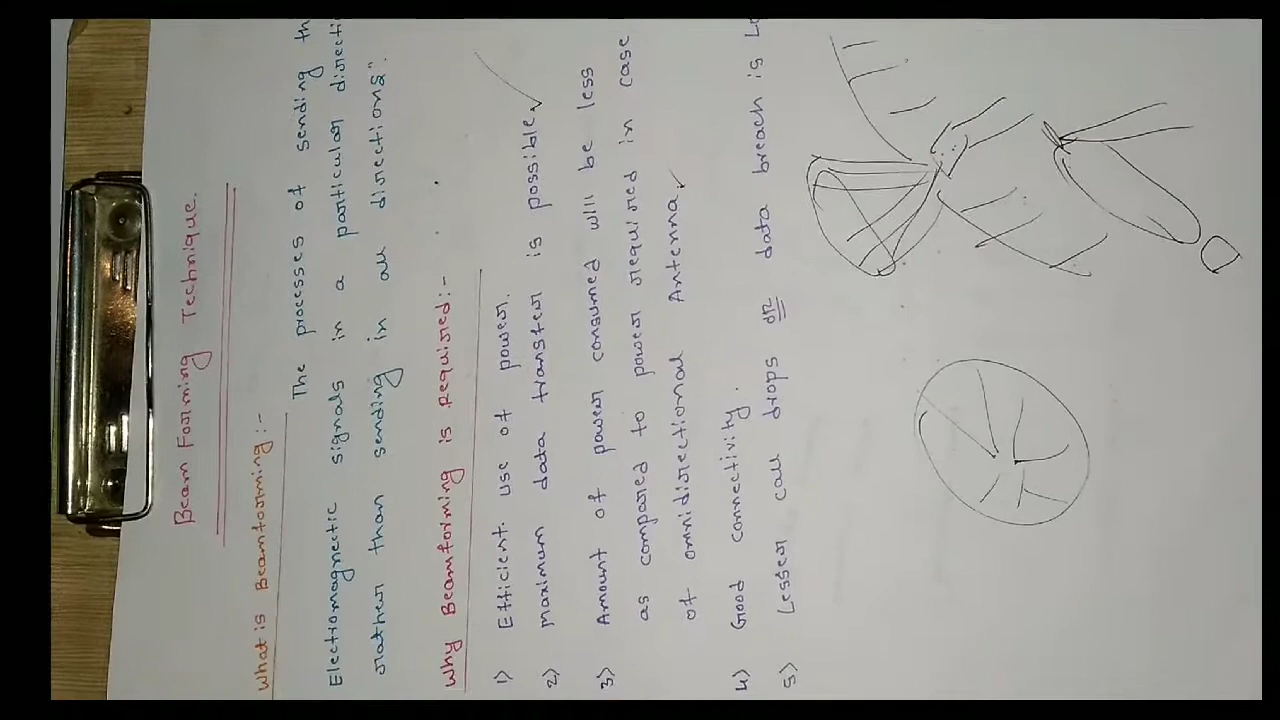 Beam Forming Technique.
What is Beamforming:-
The processes of sending
Electromagnectic signals in a particular
rather than sending in all directions".
Why Beamforming is required:-
1) Efficient use of power.
2) maximum data transfer is possible.
3) Amount of power consumed will be less
as compared to power required in case
of omnidirectional Antenna.
4) Good connectivity.
5) Lesser call drops or data breach is